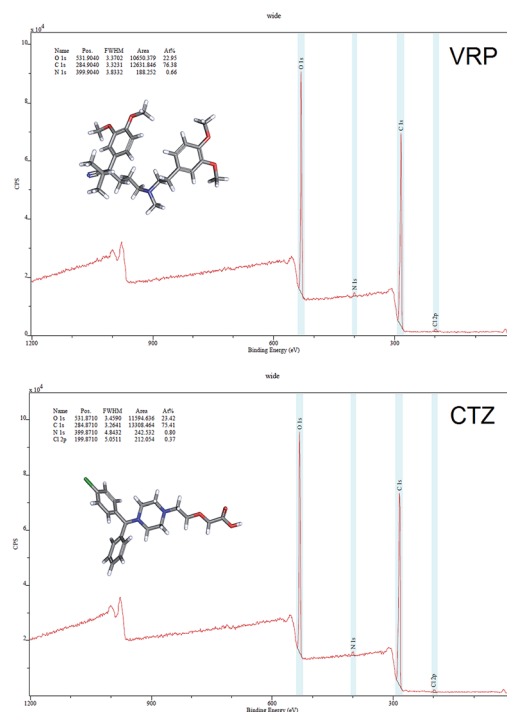 wide
VRP
x 10^4
Name Pos. FWHM Area At%
O 1s 531.9040 3.3702 10650.379 22.95
C 1s 284.9040 3.3231 12631.846 76.38
N 1s 399.9040 3.8332 188.252 0.66
O 1s
C 1s
N 1s
Cl 2p
CPS
10
8
6
4
2
1200 900 600 300
Binding Energy (eV)
wide
CTZ
x 10^4
Name Pos. FWHM Area At%
O 1s 531.8710 3.4590 11594.636 23.42
C 1s 284.8710 3.2641 13308.464 75.41
N 1s 399.8710 4.8432 242.532 0.80
Cl 2p 199.8710 5.0511 212.054 0.37
O 1s
C 1s
N 1s
Cl 2p
CPS
10
8
6
4
2
1200 900 600 300
Binding Energy (eV)